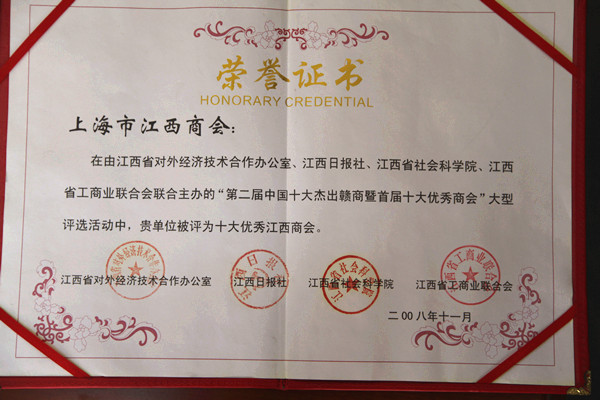 荣誉证书
HONORARY CREDENTIAL
上海市江西商会：
在由江西省对外经济技术合作办公室、江西日报社、江西省社会科学院、江西
省工商业联合会联合主办的“第二届中国十大杰出赣商暨首届十大优秀商会”大型
评选活动中，贵单位被评为十大优秀江西商会。
江西省对外经济技术合作办公室 江西日报社 江西省社会科学院 江西省工商业联合会
二00八年十一月